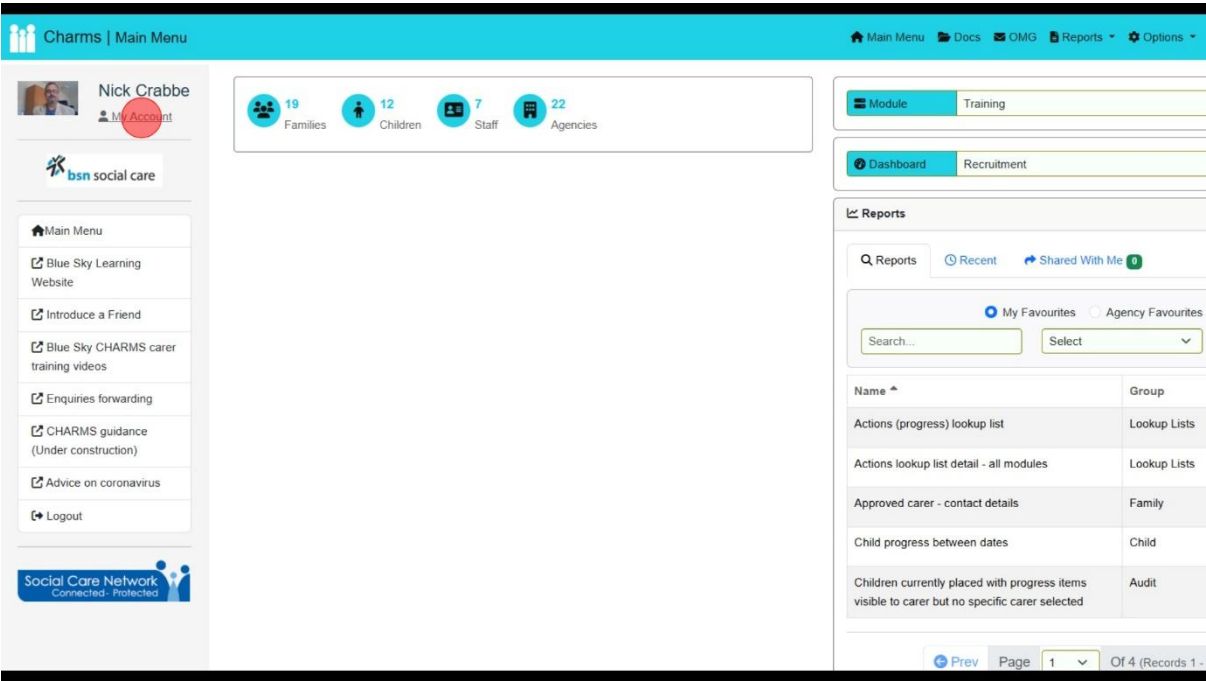 Charms | Main Menu
Main Menu Docs OMG Reports Options
Nick Crabbe
My Account
bsn social care
Main Menu
Blue Sky Learning
Website
Introduce a Friend
Blue Sky CHARMS carer
training videos
Enquiries forwarding
CHARMS guidance
(Under construction)
Advice on coronavirus
Logout
Social Care Network
Connected - Protected
19
Families
12
Children
7
Staff
22
Agencies
Module Training
Dashboard Recruitment
Reports
Reports Recent Shared With Me 0
My Favourites Agency Favourites
Search... Select
Name Group
Actions (progress) lookup list Lookup Lists
Actions lookup list detail - all modules Lookup Lists
Approved carer - contact details Family
Child progress between dates Child
Children currently placed with progress items Audit
visible to carer but no specific carer selected
Prev Page 1 Of 4 (Records 1 -